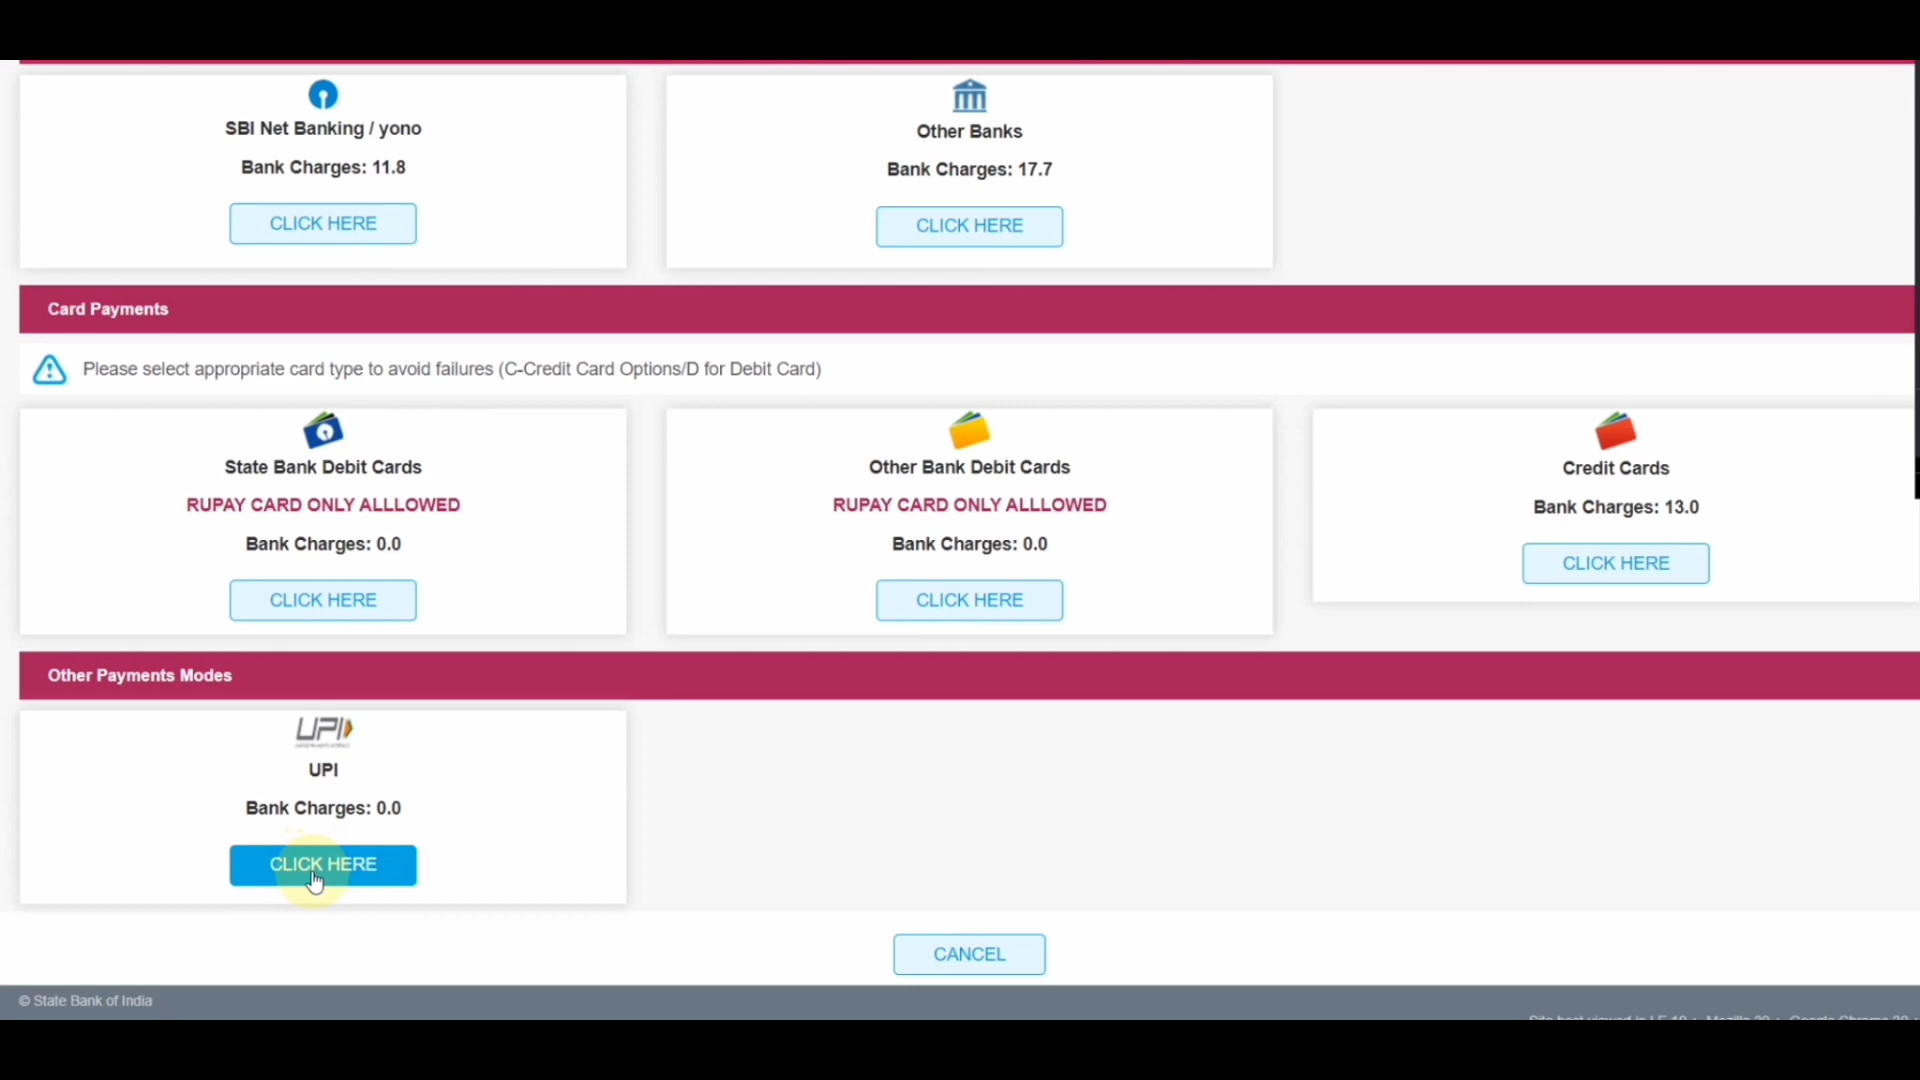 SBI Net Banking / yono
Bank Charges: 11.8
CLICK HERE
Other Banks
Bank Charges: 17.7
CLICK HERE
Card Payments
Please select appropriate card type to avoid failures (C-Credit Card Options/D for Debit Card)
State Bank Debit Cards
RUPAY CARD ONLY ALLLOWED
Bank Charges: 0.0
CLICK HERE
Other Bank Debit Cards
RUPAY CARD ONLY ALLLOWED
Bank Charges: 0.0
CLICK HERE
Credit Cards
Bank Charges: 13.0
CLICK HERE
Other Payments Modes
UPI
UPI
Bank Charges: 0.0
CLICK HERE
CANCEL
© State Bank of India